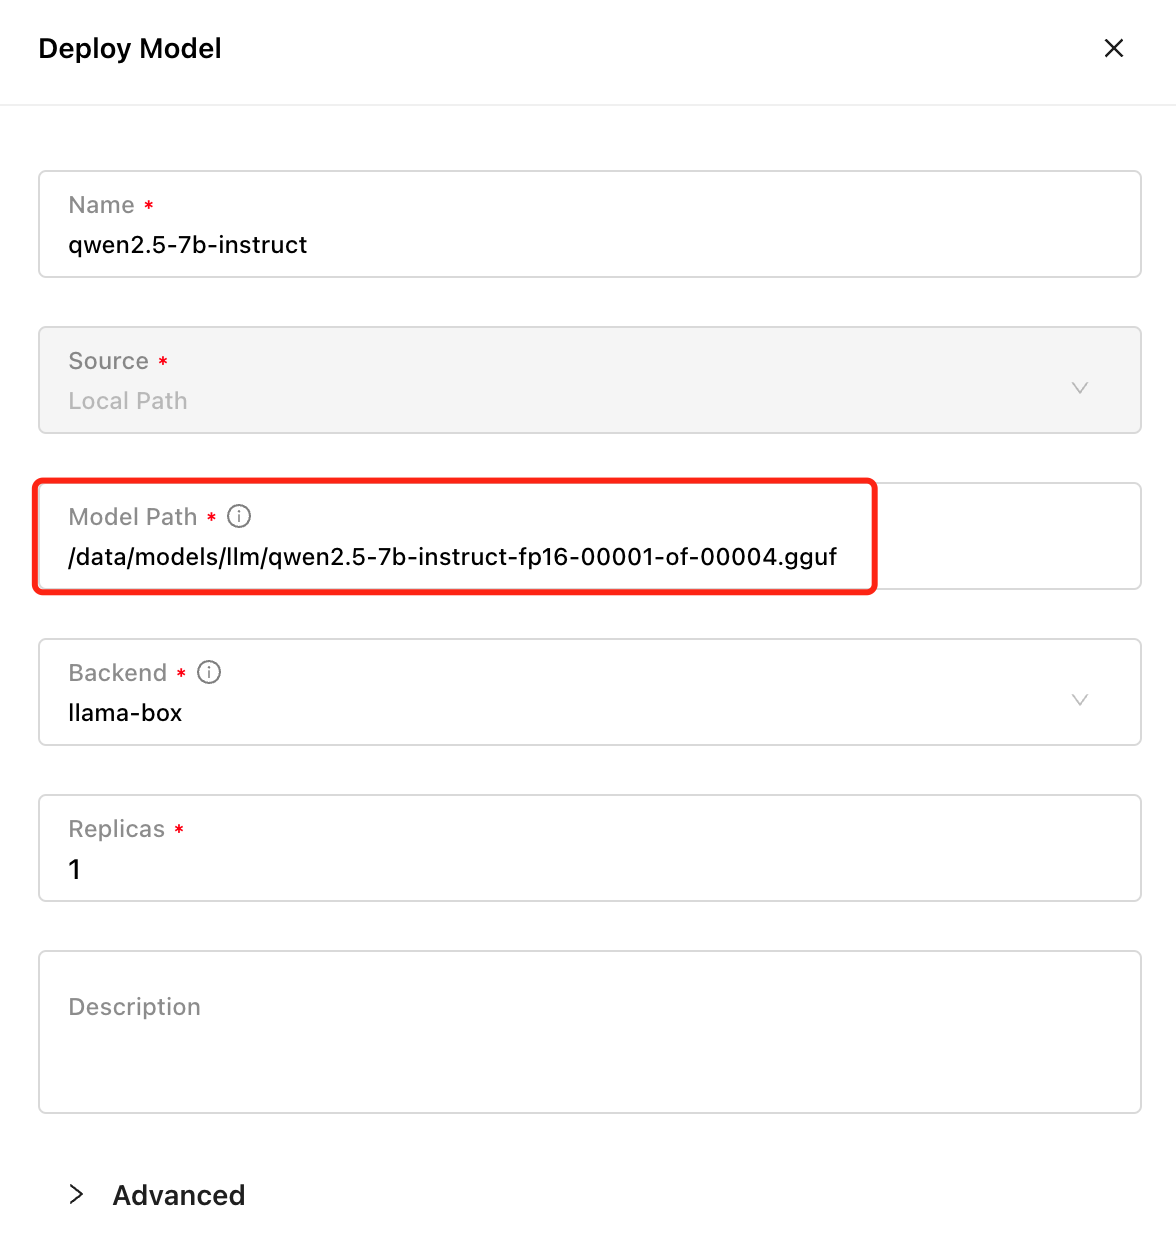 Deploy Model
Name *
qwen2.5-7b-instruct
Source *
Local Path
Model Path *
/data/models/llm/qwen2.5-7b-instruct-fp16-00001-of-00004.gguf
Backend *
llama-box
Replicas *
1
Description
Advanced